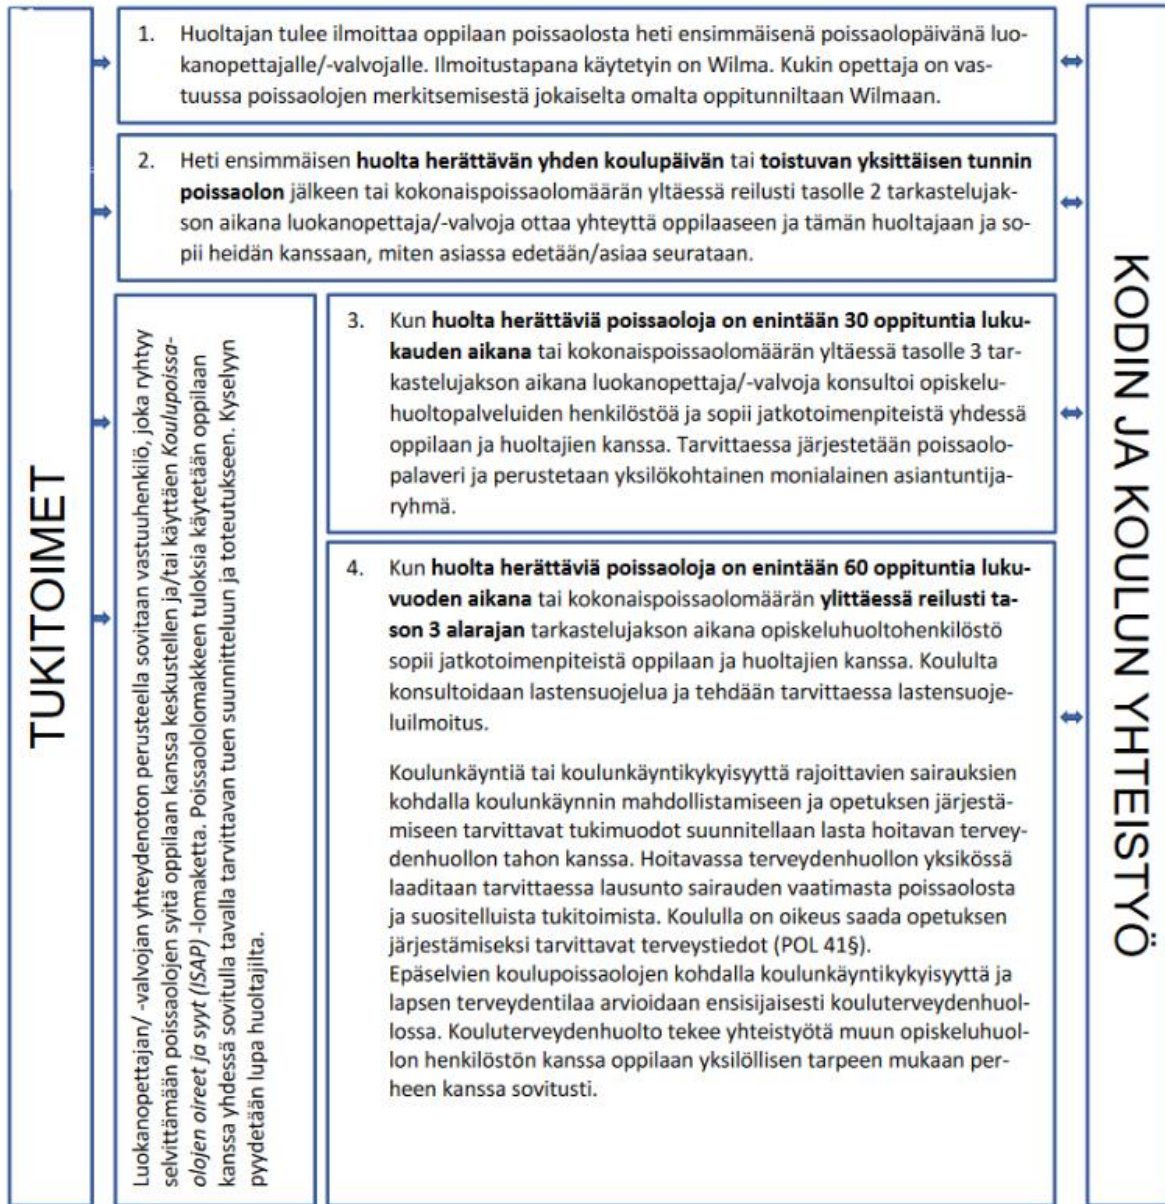 TUKITOIMET
1. Huoltajan tulee ilmoittaa oppilaan poissaolosta heti ensimmäisenä poissaolopäivänä luo-
kanopettajalle/-valvojalle. Ilmoitustapana käytetyin on Wilma. Kukin opettaja on vas-
tuussa poissaolojen merkitsemisestä jokaiselta omalta oppitunniltaan Wilmaan.
2. Heti ensimmäisen huolta herättävän yhden koulupäivän tai toistuvan yksittäisen tunnin
poissaolon jälkeen tai kokonaispoissaolomäärän yltäessä reilusti tasolle 2 tarkastelujak-
son aikana luokanopettaja/-valvoja ottaa yhteyttä oppilaaseen ja tämän huoltajaan ja so-
pii heidän kanssaan, miten asiassa edetään/asiaa seurataan.
Luokanopettajan/ -valvojan yhteydenoton perusteella sovitaan vastuuhenkilö, joka ryhtyy
selvittämään poissaolojen syitä oppilaan kanssa keskustellen ja/tai käyttäen Koulupoissa-
olojen oireet ja syyt (ISAP) -lomaketta. Poissaololomakkeen tuloksia käytetään oppilaan
kanssa yhdessä sovitulla tavalla tarvittavan tuen suunnitteluun ja toteutukseen. Kyselyyn
pyydetään lupa huoltajilta.
3. Kun huolta herättäviä poissaoloja on enintään 30 oppituntia luku-
kauden aikana tai kokonaispoissaolomäärän yltäessä tasolle 3 tar-
kastelujakson aikana luokanopettaja/-valvoja konsultoi opiskelu-
huoltopalveluiden henkilöstöä ja sopii jatkotoimenpiteistä yhdessä
oppilaan ja huoltajien kanssa. Tarvittaessa järjestetään poissaolo-
palaveri ja perustetaan yksilökohtainen monialainen asiantuntija-
ryhmä.
4. Kun huolta herättäviä poissaoloja on enintään 60 oppituntia luku-
vuoden aikana tai kokonaispoissaolomäärän ylittäessä reilusti ta-
son 3 alarajan tarkastelujakson aikana opiskeluhuoltohenkilöstö
sopii jatkotoimenpiteistä oppilaan ja huoltajien kanssa. Koululta
konsultoidaan lastensuojelua ja tehdään tarvittaessa lastensuoje-
luilmoitus.
Koulunkäyntiä tai koulunkäyntikykyisyyttä rajoittavien sairauksien
kohdalla koulunkäynnin mahdollistamiseen ja opetuksen järjestä-
miseen tarvittavat tukimuodot suunnitellaan lasta hoitavan tervey-
denhuollon tahon kanssa. Hoitavassa terveydenhuollon yksikössä
laaditaan tarvittaessa lausunto sairauden vaatimasta poissaolosta
ja suositelluista tukitoimista. Koululla on oikeus saada opetuksen
järjestämiseksi tarvittavat terveystiedot (POL 41§).
Epäselvien koulupoissaolojen kohdalla koulunkäyntikykyisyyttä ja
lapsen terveydentilaa arvioidaan ensisijaisesti kouluterveydenhuol-
lossa. Kouluterveydenhuolto tekee yhteistyötä muun opiskeluhuol-
lon henkilöstön kanssa oppilaan yksilöllisen tarpeen mukaan per-
heen kanssa sovitusti.
KODIN JA KOULUN YHTEISTYÖ